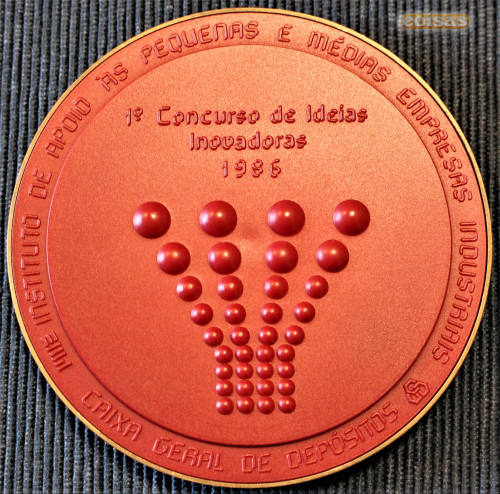 coisas
INSTITUTO DE APOIO ÀS PEQUENAS E MÉDIAS EMPRESAS INDUSTRIAIS
1º Concurso de Ideias
Inovadoras
1986
CAIXA GERAL DE DEPÓSITOS